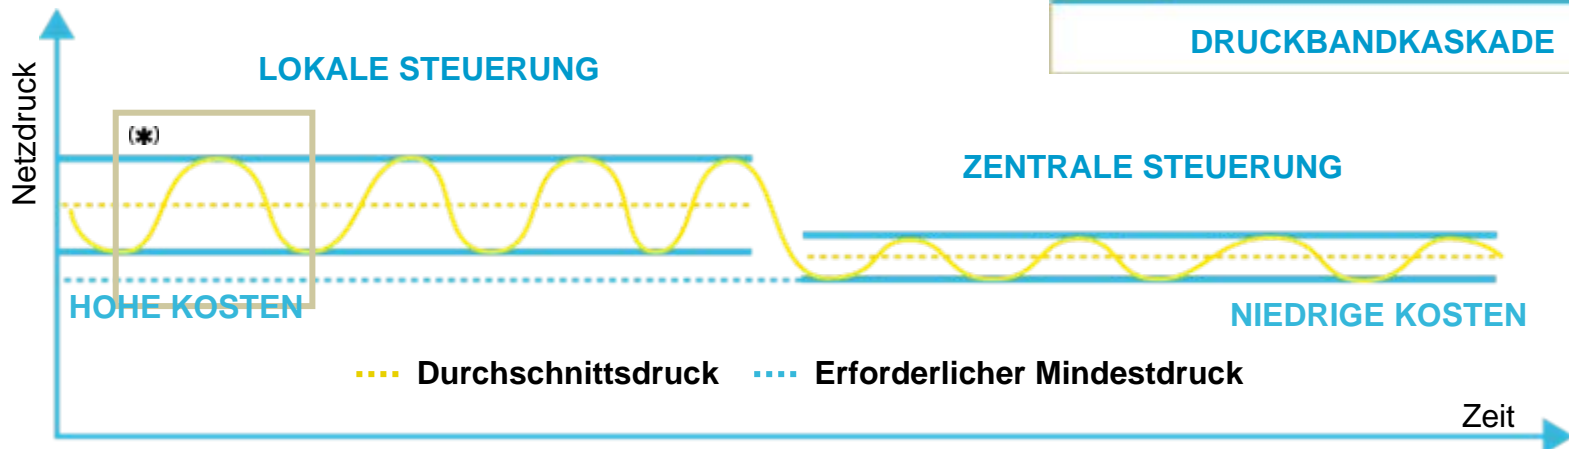 DRUCKBANDKASKADE
LOKALE STEUERUNG
Netzdruck
(✱)
ZENTRALE STEUERUNG
HOHE KOSTEN
NIEDRIGE KOSTEN
Durchschnittsdruck Erforderlicher Mindestdruck
Zeit